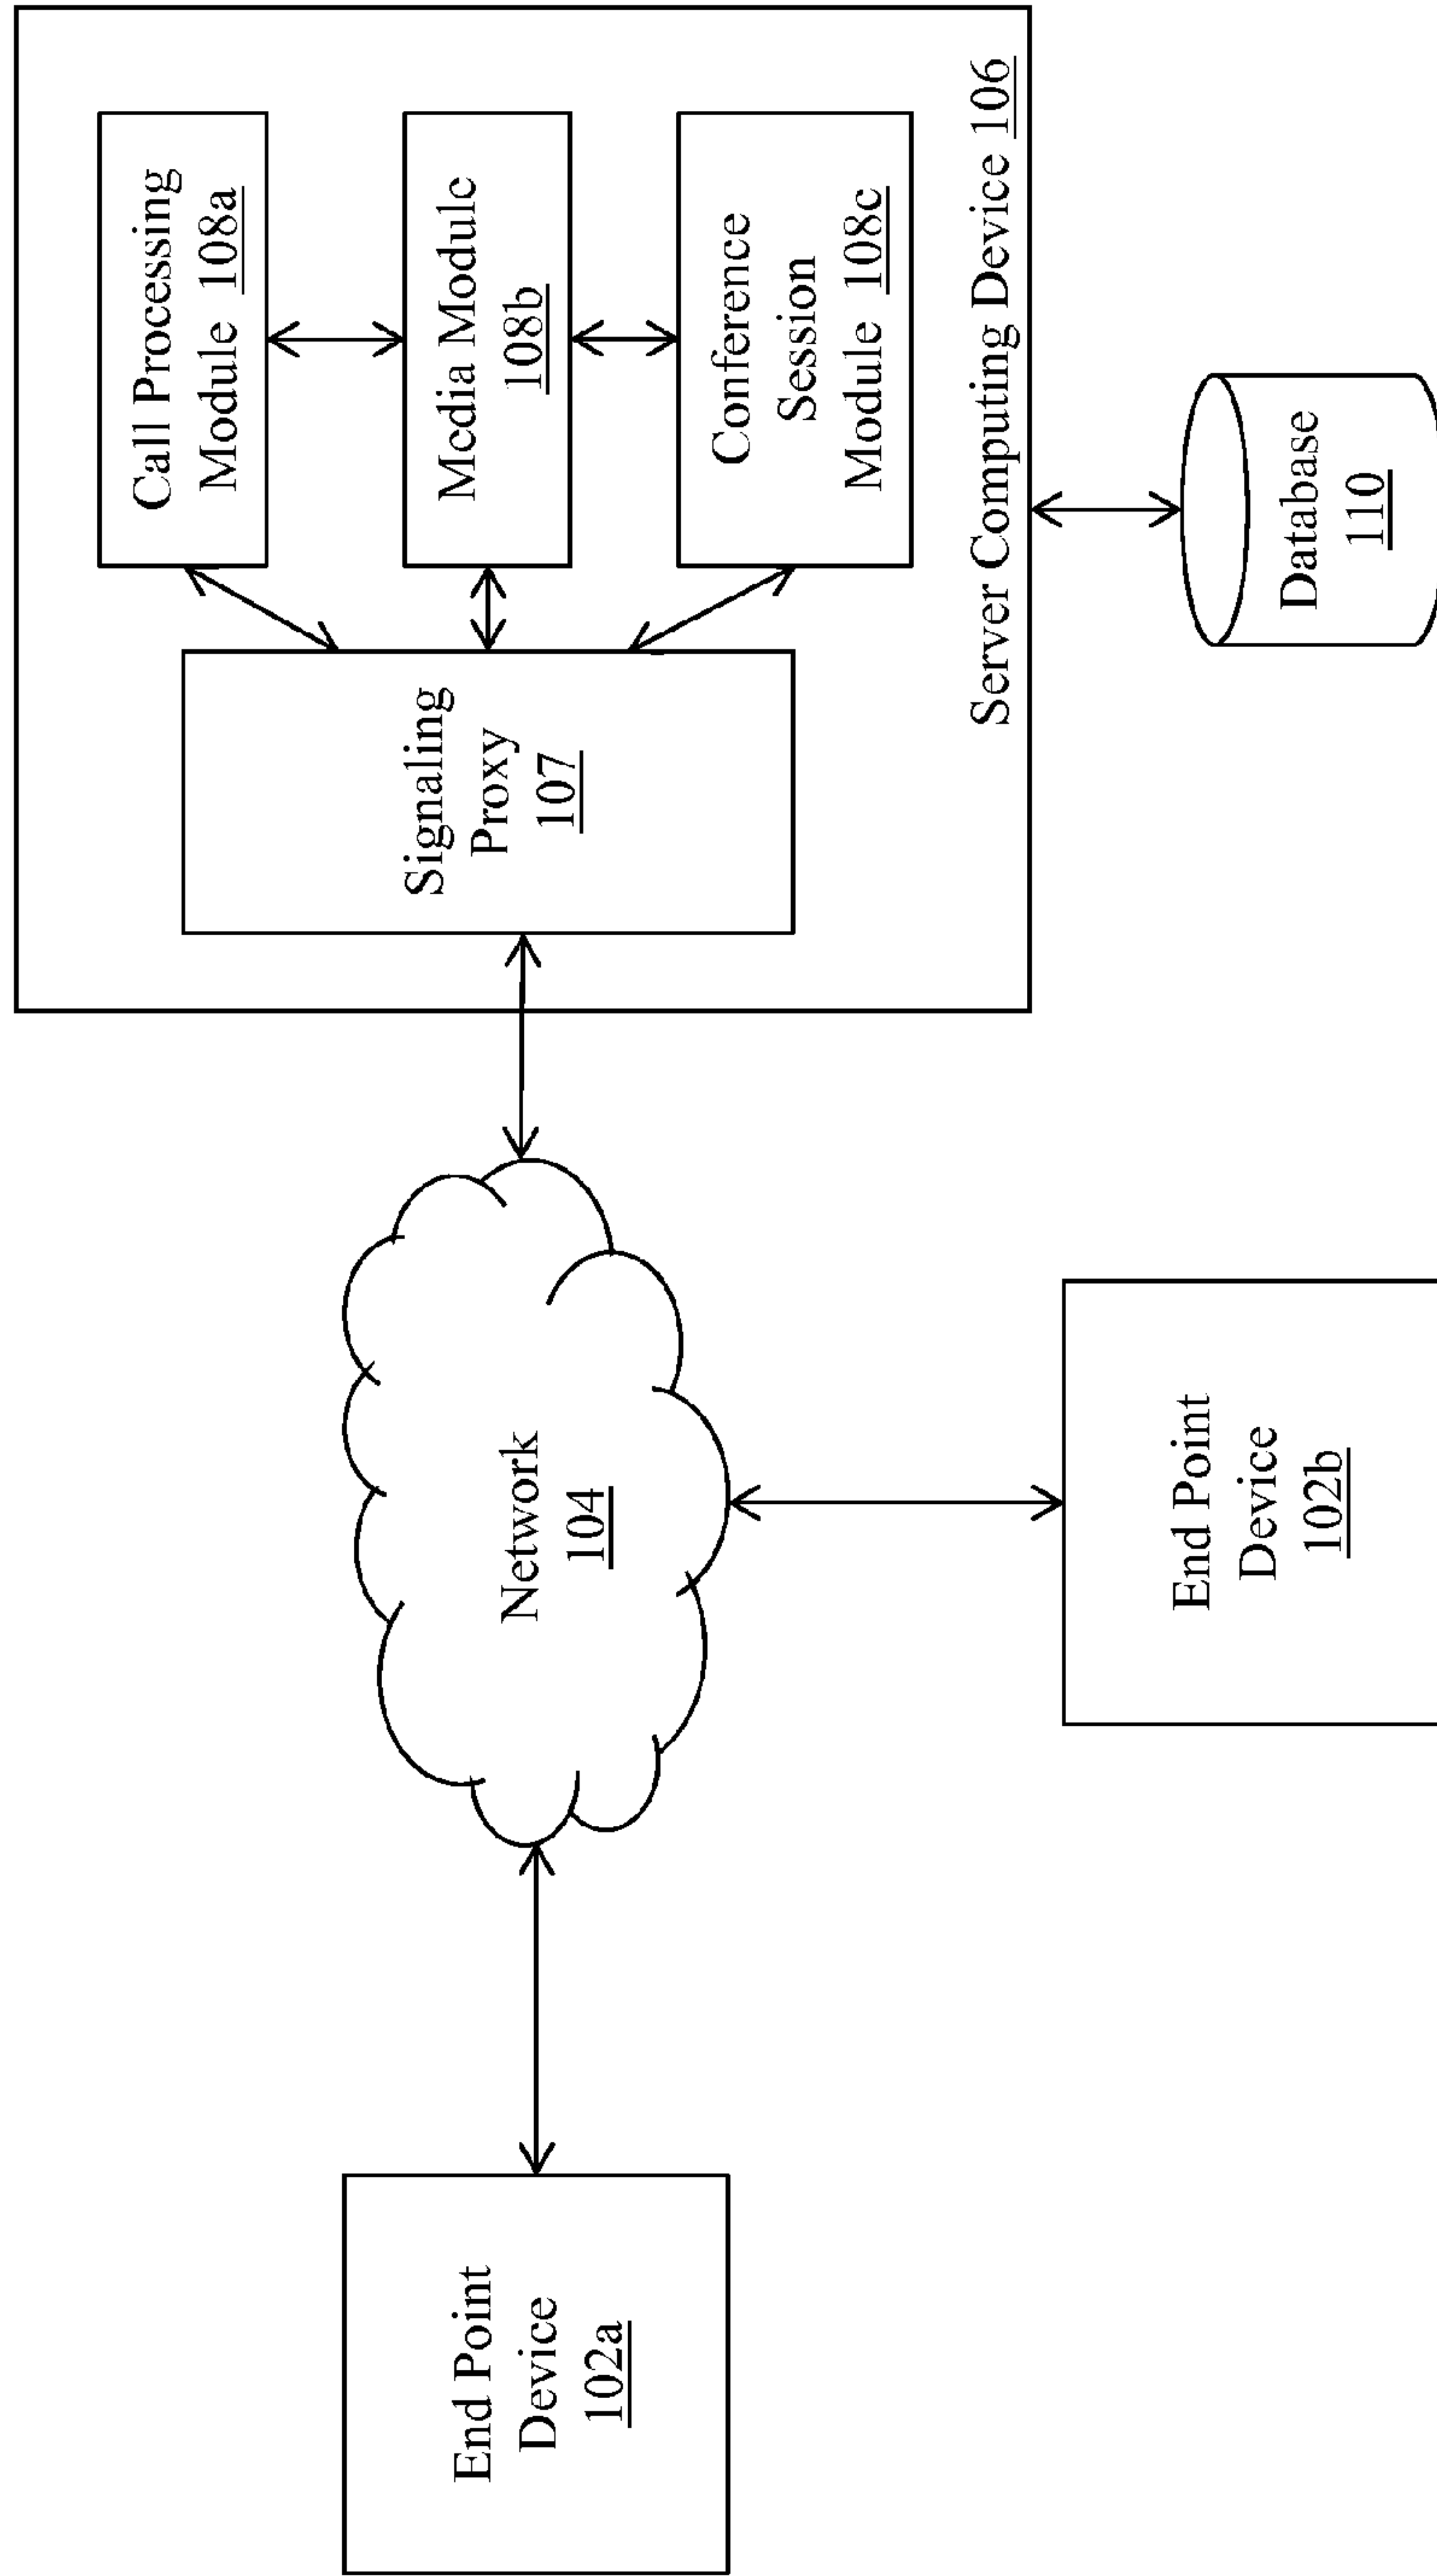 End Point
Device
102a
Network
104
End Point
Device
102b
Signaling
Proxy
107
Call Processing
Module 108a
Media Module
108b
Conference
Session
Module 108c
Server Computing Device 106
Database
110